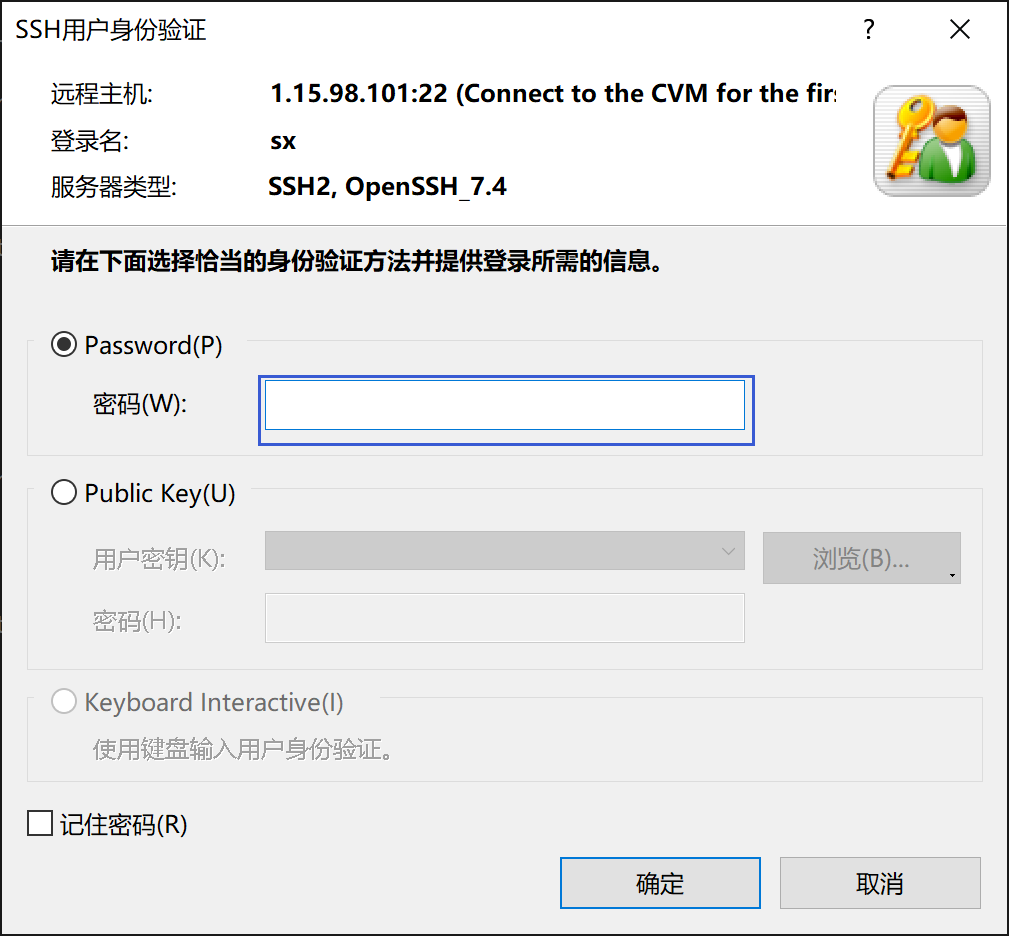 SSH用户身份验证
?
远程主机: 1.15.98.101:22 (Connect to the CVM for the fir
登录名: sx
服务器类型: SSH2, OpenSSH_7.4
请在下面选择恰当的身份验证方法并提供登录所需的信息。
Password(P)
密码(W):
Public Key(U)
用户密钥(K): 浏览(B)...
密码(H):
Keyboard Interactive(I)
使用键盘输入用户身份验证。
记住密码(R)
确定 取消